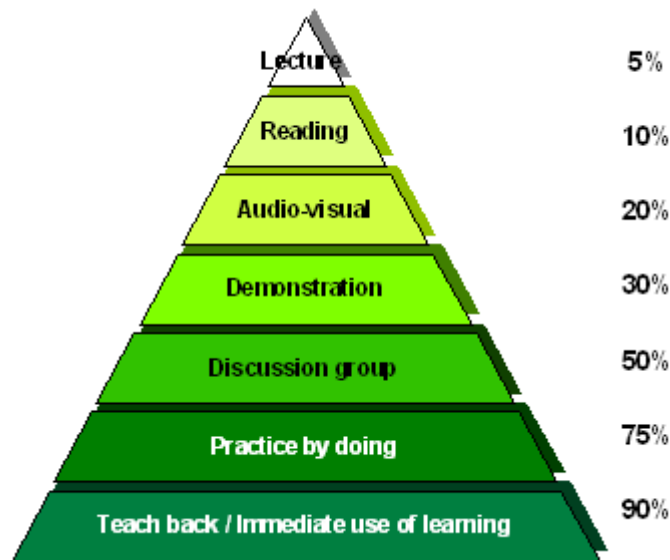 Lecture 5%
Reading 10%
Audio-visual 20%
Demonstration 30%
Discussion group 50%
Practice by doing 75%
Teach back / Immediate use of learning 90%